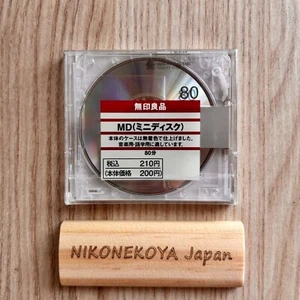 80
無印良品
MD(ミニディスク)
本体のケースは無着色で仕上げました。
音楽用・語学用に適しています。
80分
税込 210円
(本体価格 200円)
NIKONEKOYA Japan